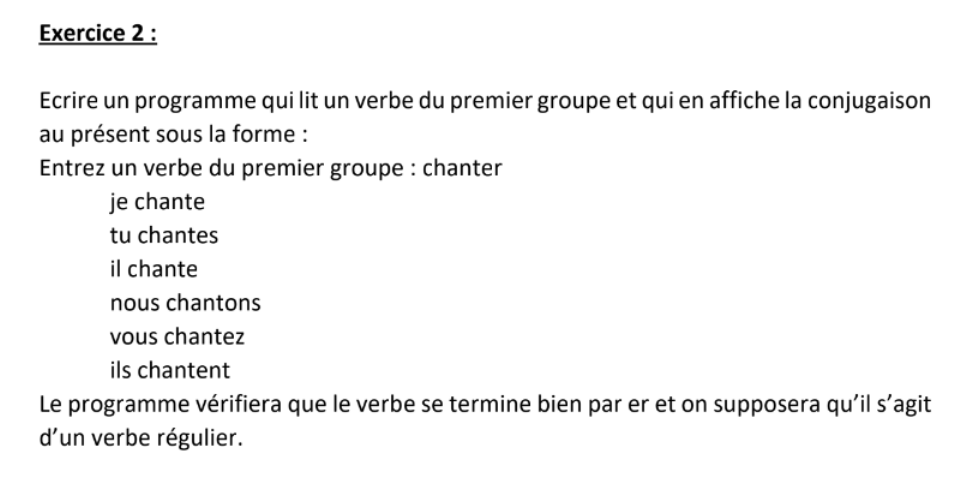 Exercice 2 :
Ecrire un programme qui lit un verbe du premier groupe et qui en affiche la conjugaison
au présent sous la forme :
Entrez un verbe du premier groupe : chanter
je chante
tu chantes
il chante
nous chantons
vous chantez
ils chantent
Le programme vérifiera que le verbe se termine bien par er et on supposera qu’il s’agit
d’un verbe régulier.